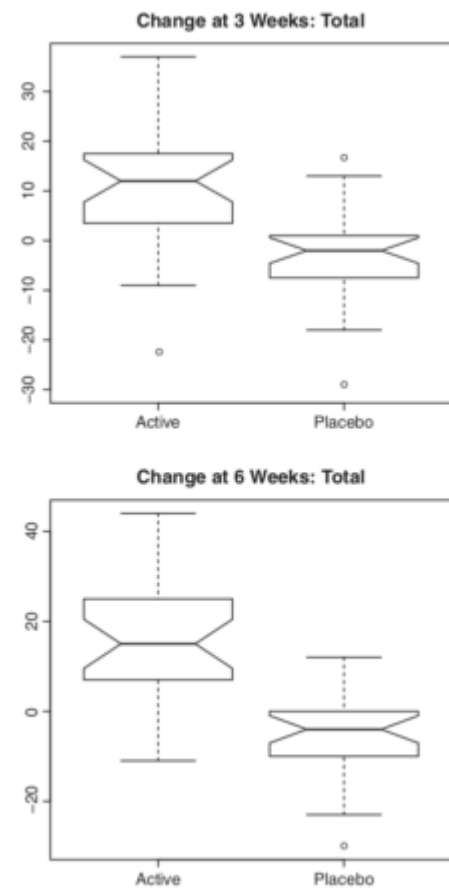 Change at 3 Weeks: Total
30
20
10
0
−10
−20
−30
Active Placebo
Change at 6 Weeks: Total
40
20
0
−20
Active Placebo